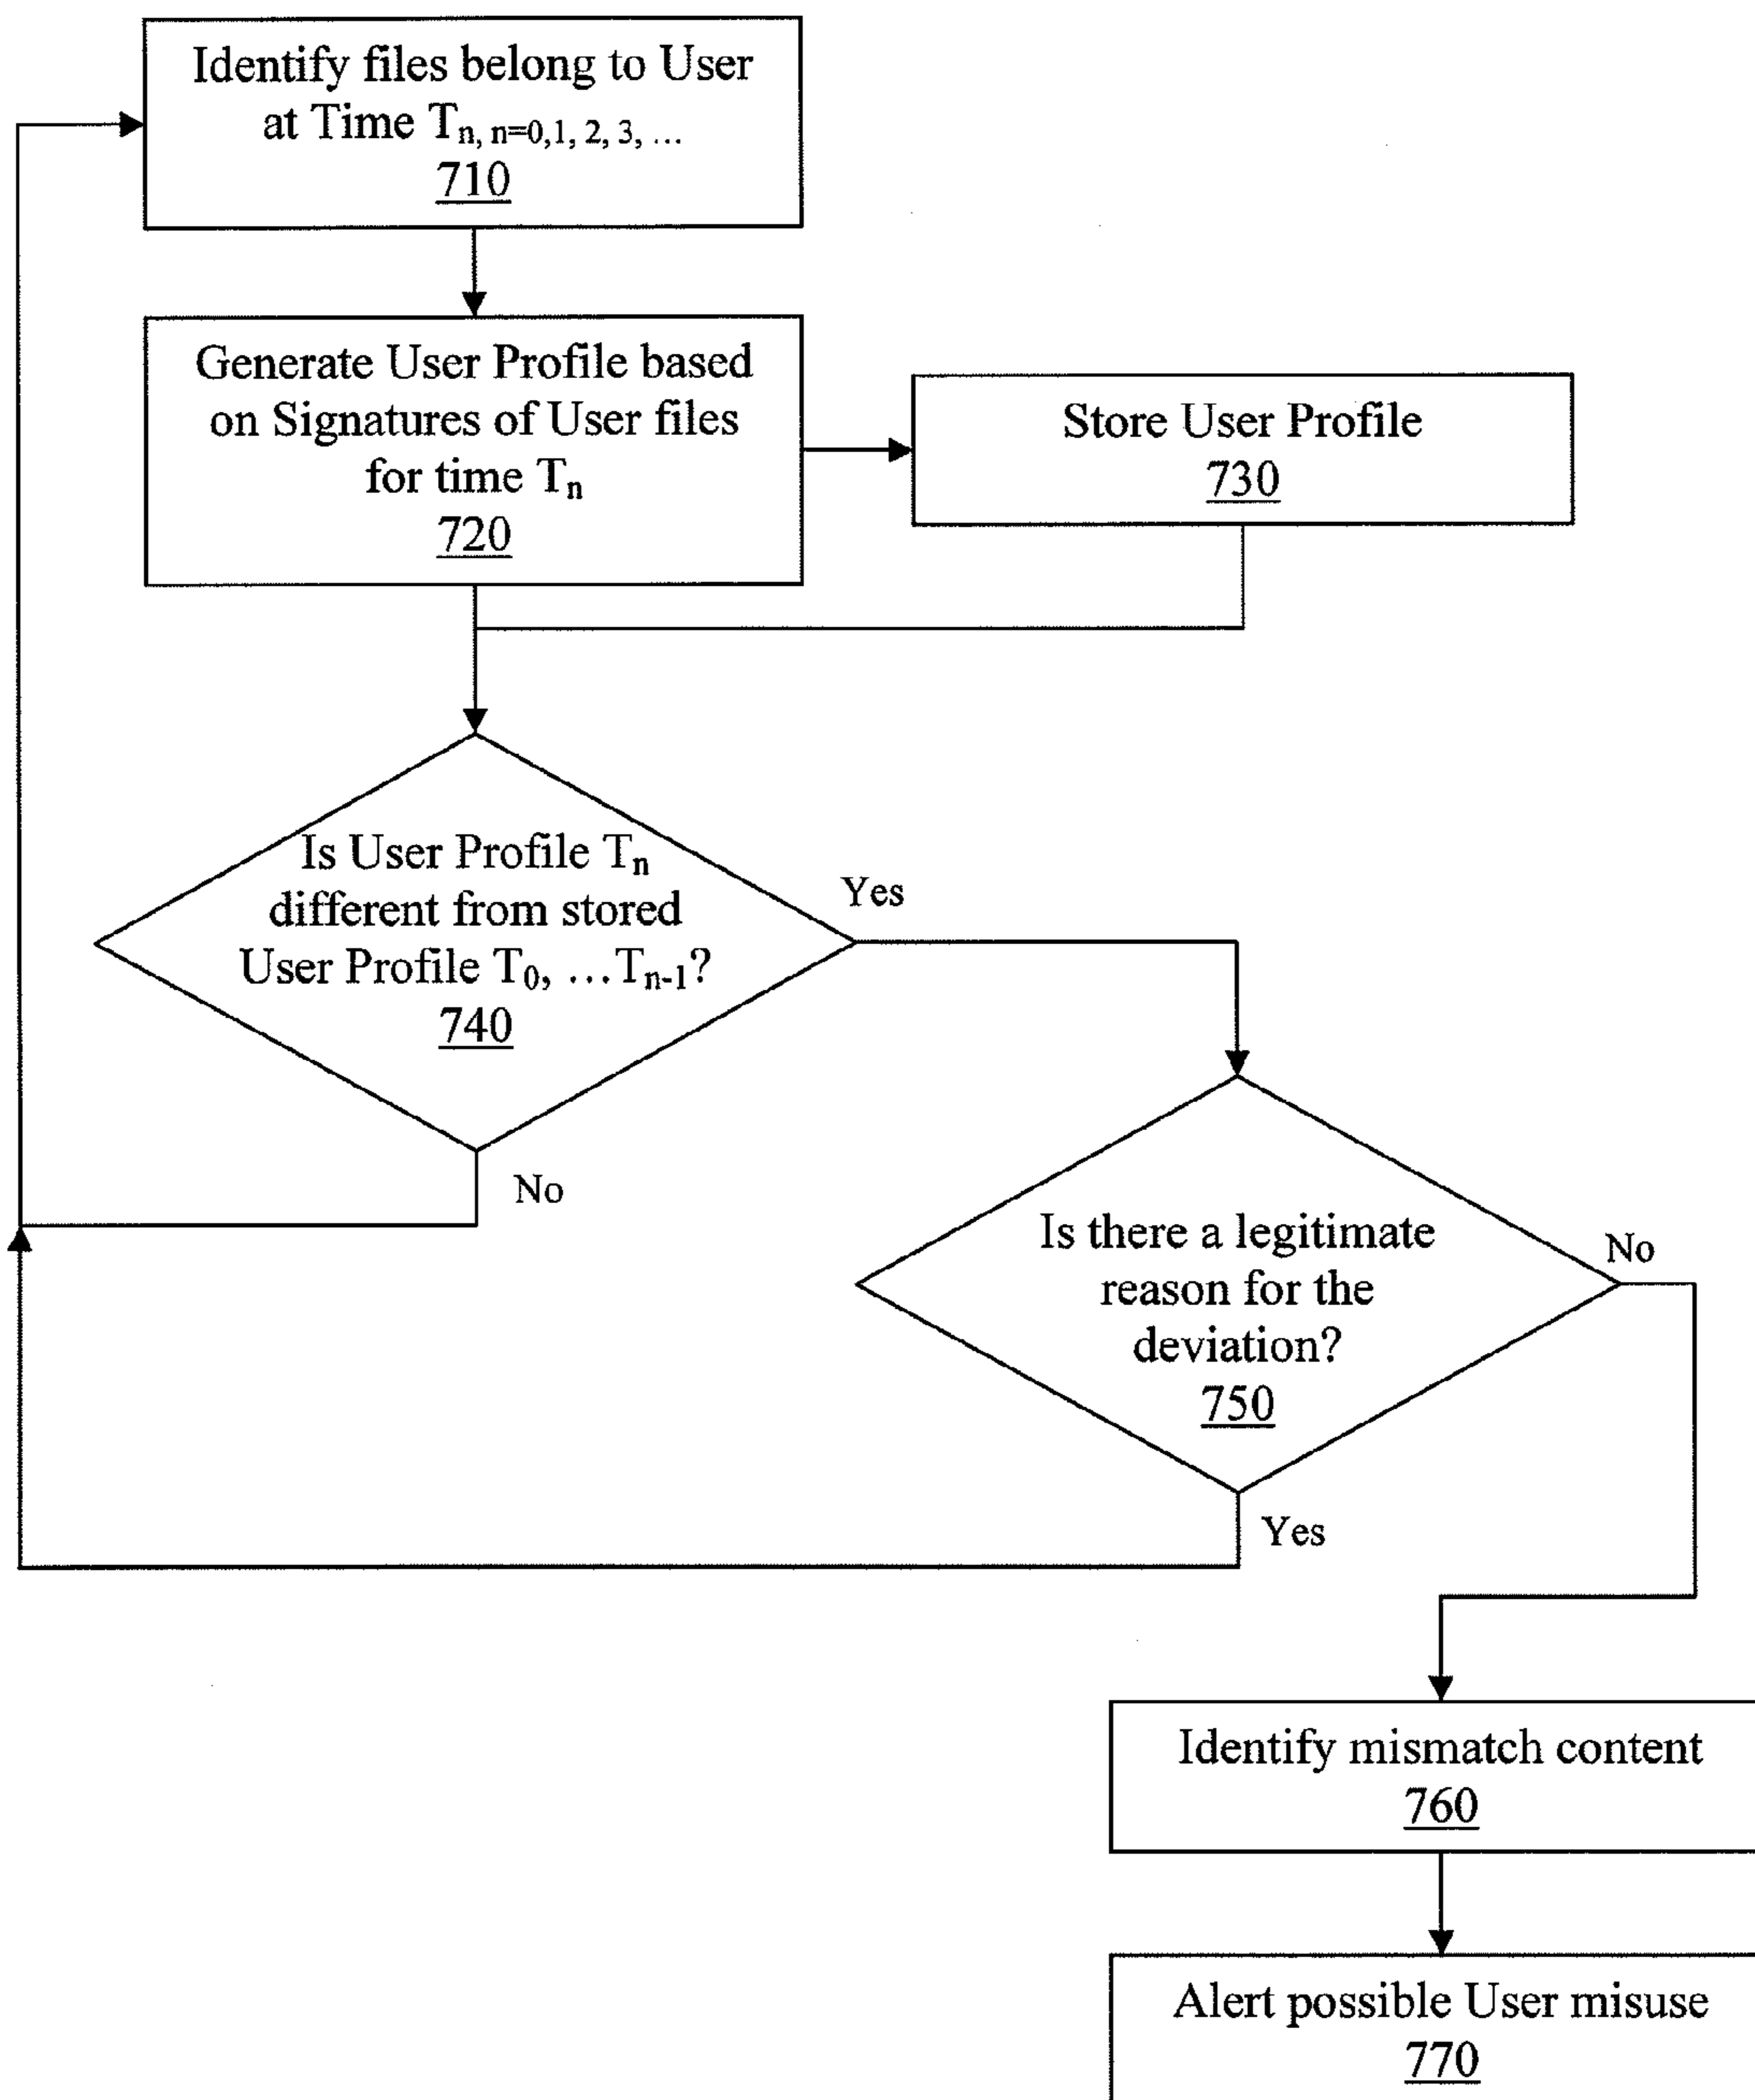 Identify files belong to User
at Time Tn, n=0,1, 2, 3, ...
710
Generate User Profile based
on Signatures of User files
for time Tn
720
Store User Profile
730
Is User Profile Tn
different from stored
User Profile T0, ...Tn-1?
740
Yes
No
Is there a legitimate
reason for the
deviation?
750
No
Yes
Identify mismatch content
760
Alert possible User misuse
770